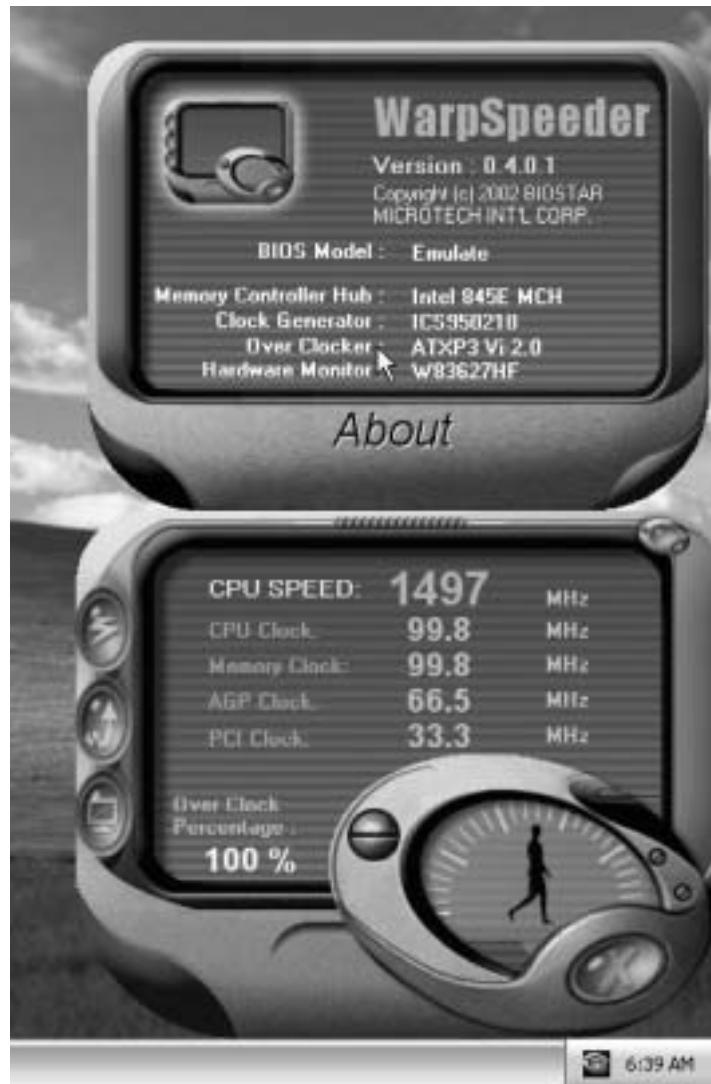 WarpSpeeder
Version : 0.4.0.1
Copyright (c) 2002 BIOSTAR
MICROTECH INT'L CORP.
BIOS Model : Emulate
Memory Controller Hub : Intel 845E MCH
Clock Generator : ICS950210
Over Clocker : ATXP3 Vi 2.0
Hardware Monitor : W83627HF
About
CPU SPEED: 1497 MHz
CPU Clock: 99.8 MHz
Memory Clock: 99.8 MHz
AGP Clock: 66.5 MHz
PCI Clock: 33.3 MHz
Over Clock
Percentage :
100 %
6:39 AM